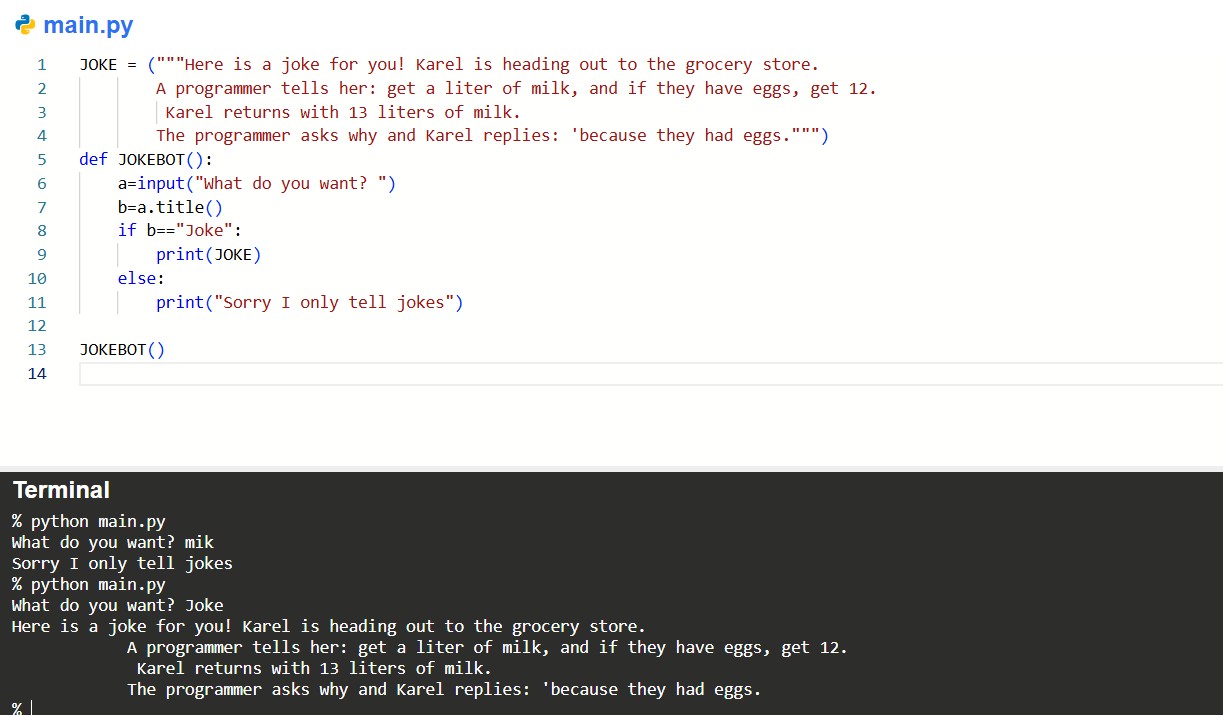 main.py
1 JOKE = ("""Here is a joke for you! Karel is heading out to the grocery store.
2 A programmer tells her: get a liter of milk, and if they have eggs, get 12.
3 Karel returns with 13 liters of milk.
4 The programmer asks why and Karel replies: 'because they had eggs.""")
5 def JOKEBOT():
6 a=input("What do you want? ")
7 b=a.title()
8 if b=="Joke":
9 print(JOKE)
10 else:
11 print("Sorry I only tell jokes")
12
13 JOKEBOT()
14
Terminal
% python main.py
What do you want? mik
Sorry I only tell jokes
% python main.py
What do you want? Joke
Here is a joke for you! Karel is heading out to the grocery store.
A programmer tells her: get a liter of milk, and if they have eggs, get 12.
Karel returns with 13 liters of milk.
The programmer asks why and Karel replies: 'because they had eggs.
%